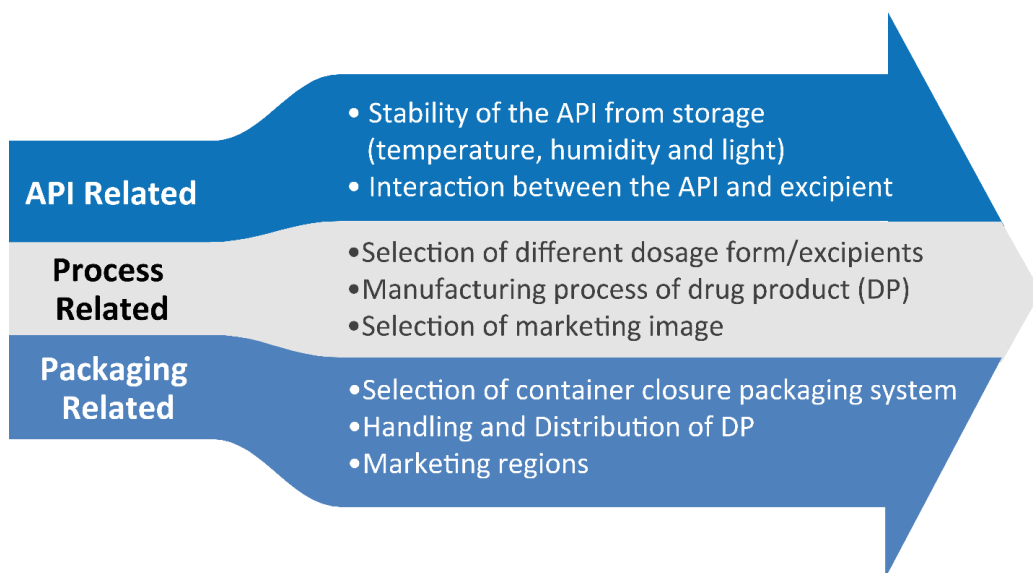 API Related
• Stability of the API from storage
(temperature, humidity and light)
• Interaction between the API and excipient
Process
Related
•Selection of different dosage form/excipients
•Manufacturing process of drug product (DP)
•Selection of marketing image
Packaging
Related
•Selection of container closure packaging system
•Handling and Distribution of DP
•Marketing regions